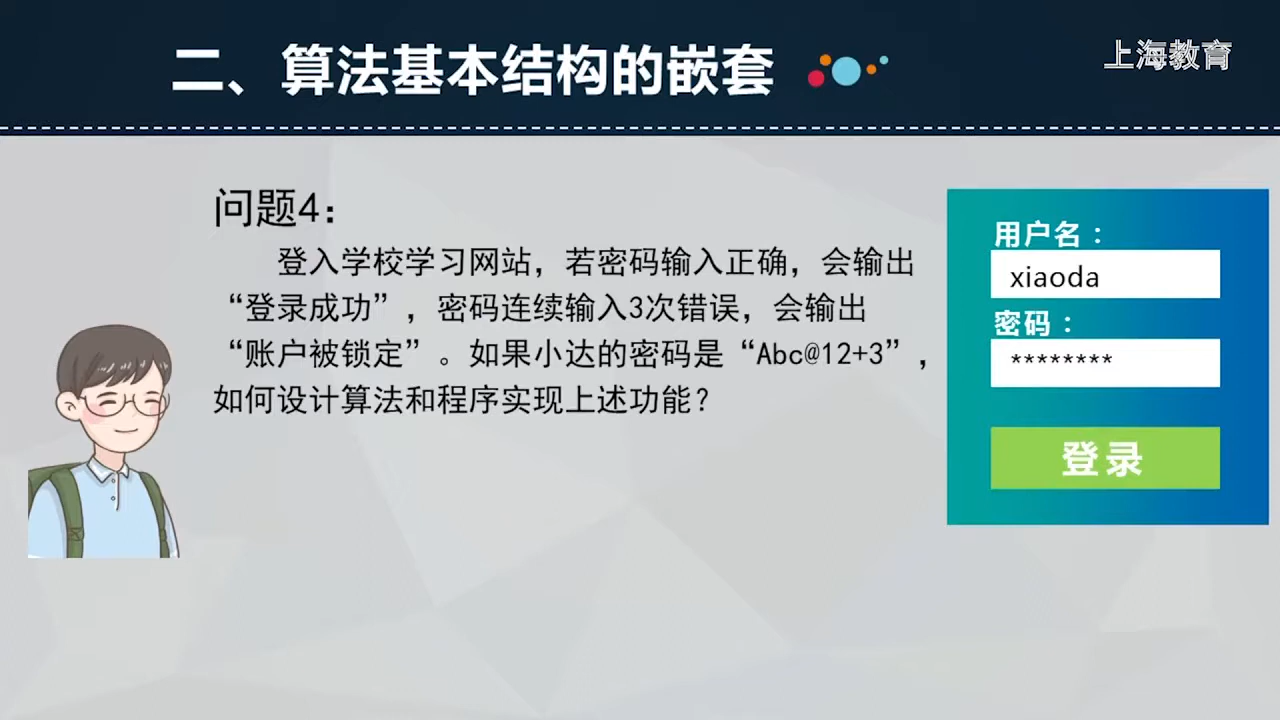 二、算法基本结构的嵌套
上海教育
问题4：
登入学校学习网站，若密码输入正确，会输出
“登录成功”，密码连续输入3次错误，会输出
“账户被锁定”。如果小达的密码是“Abc@12+3”，
如何设计算法和程序实现上述功能？
用户名：
xiaoda
密码：
********
登录